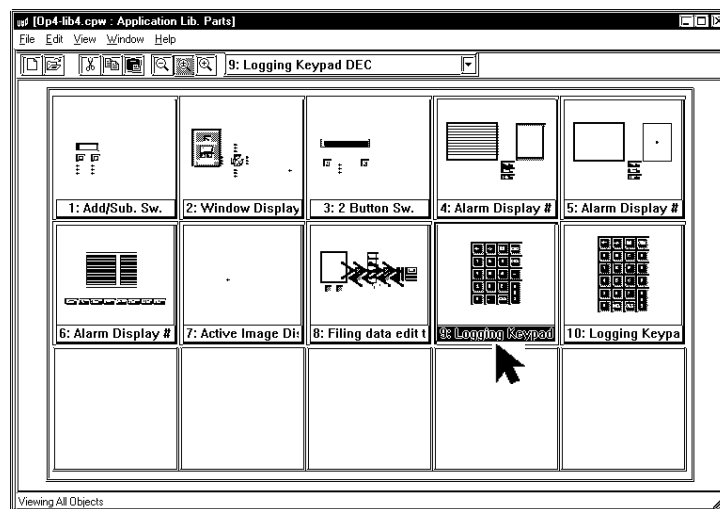 [Op4-lib4.cpw : Application Lib. Parts]
File Edit View Window Help
9: Logging Keypad DEC
1: Add/Sub. Sw.
2: Window Display
3: 2 Button Sw.
4: Alarm Display #
5: Alarm Display #
6: Alarm Display #
7: Active Image Dis
8: Filing data edit t
9: Logging Keypad
10: Logging Keypa
Viewing All Objects